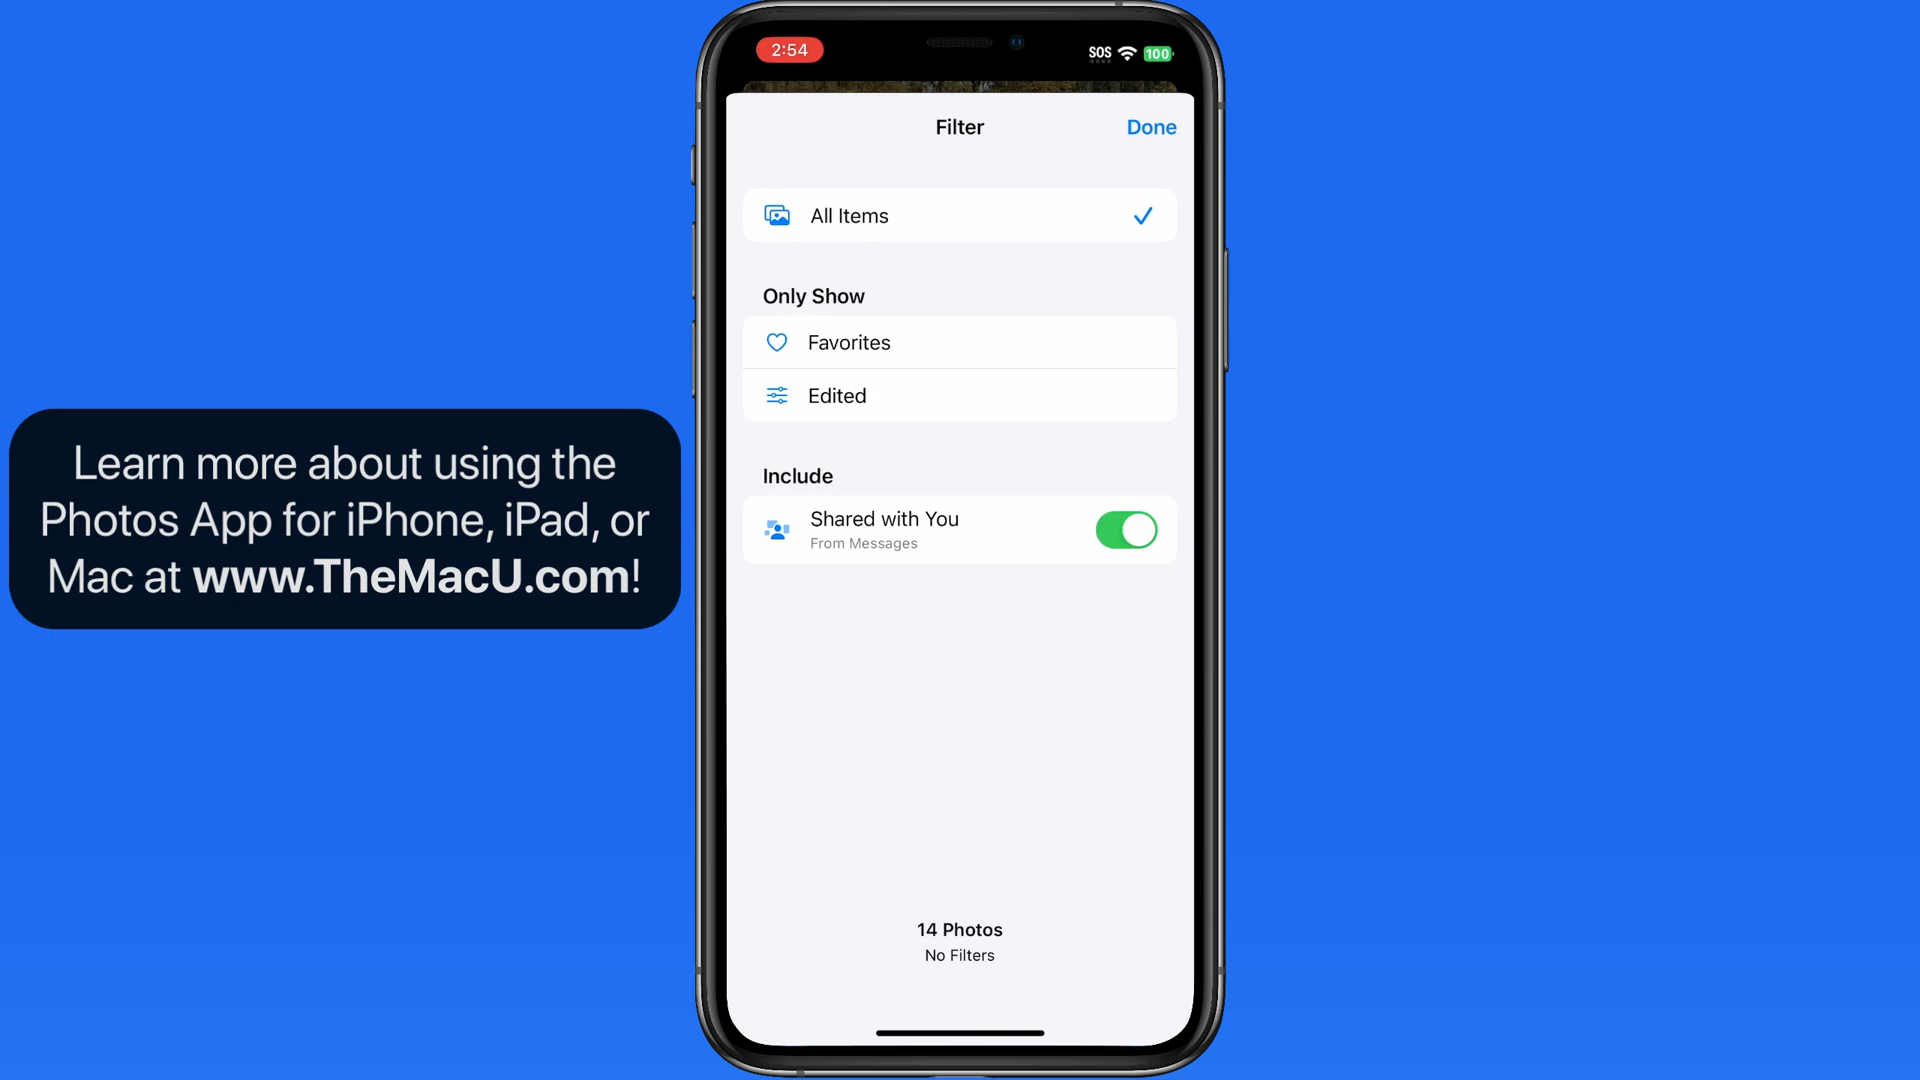 2:54
SOS
100
Filter
Done
All Items
Only Show
Favorites
Edited
Include
Shared with You
From Messages
14 Photos
No Filters
Learn more about using the
Photos App for iPhone, iPad, or
Mac at www.TheMacU.com!